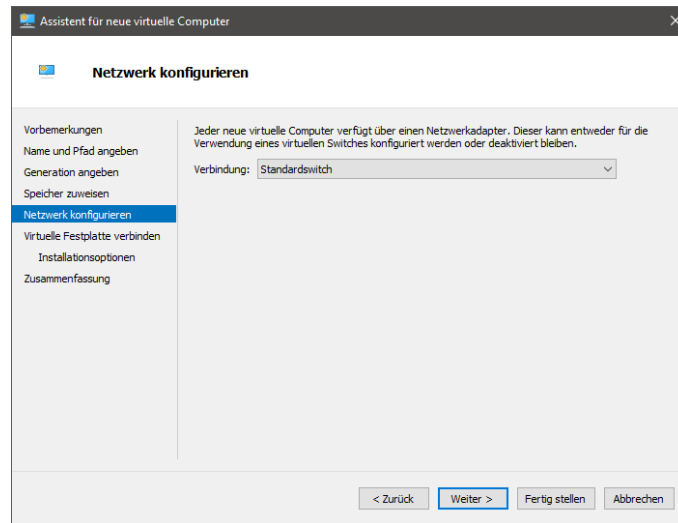 Assistent für neue virtuelle Computer
Netzwerk konfigurieren
Vorbemerkungen
Name und Pfad angeben
Generation angeben
Speicher zuweisen
Netzwerk konfigurieren
Virtuelle Festplatte verbinden
Installationsoptionen
Zusammenfassung
Jeder neue virtuelle Computer verfügt über einen Netzwerkadapter. Dieser kann entweder für die
Verwendung eines virtuellen Switches konfiguriert werden oder deaktiviert bleiben.
Verbindung: Standardswitch
< Zurück Weiter > Fertig stellen Abbrechen